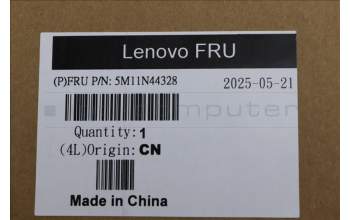 Lenovo FRU
(P)FRU P/N: 5M11N44328
2025-05-21
Quantity: 1
(4L)Origin: CN
Made in China